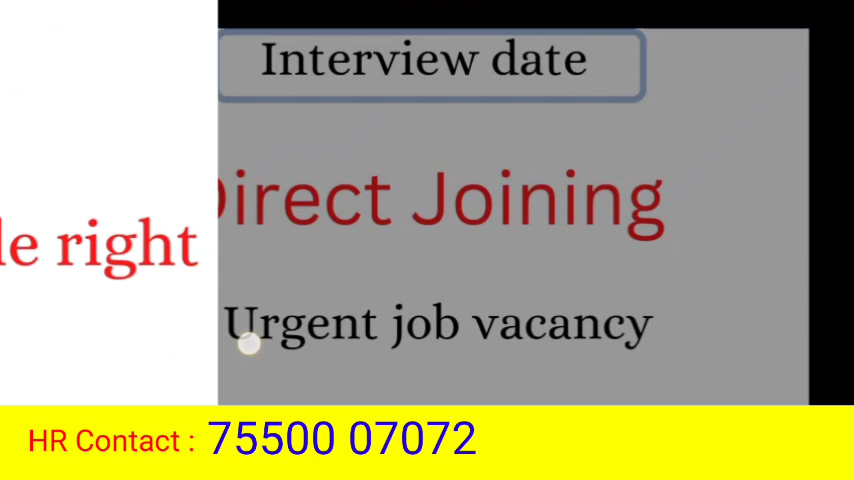 Interview date
Direct Joining
le right
Urgent job vacancy
HR Contact : 75500 07072